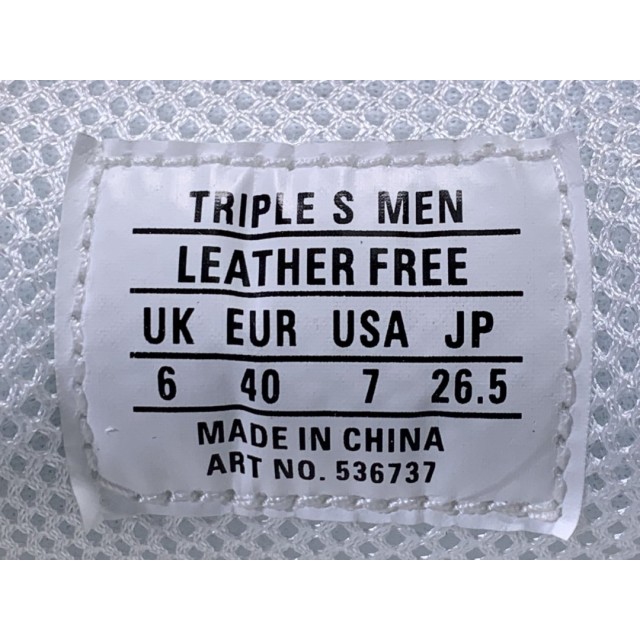 TRIPLE S MEN
LEATHER FREE
UK EUR USA JP
6 40 7 26.5
MADE IN CHINA
ART NO. 536737